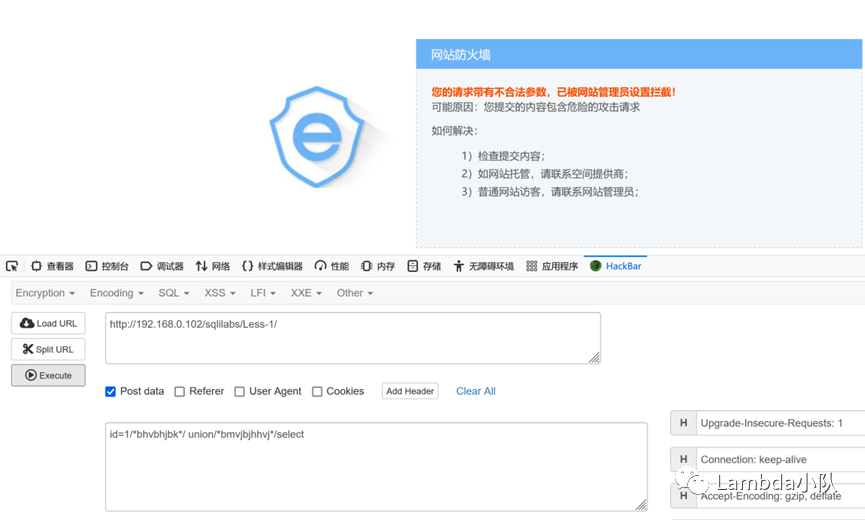 网站防火墙
您的请求带有不合法参数，已被网站管理员设置拦截！
可能原因：您提交的内容包含危险的攻击请求
如何解决：
1）检查提交内容；
2）如网站托管，请联系空间提供商；
3）普通网站访客，请联系网站管理员；
查看器 控制台 调试器 网络 {} 样式编辑器 性能 内存 存储 无障碍环境 应用程序 HackBar
Encryption Encoding SQL XSS LFI XXE Other
Load URL
http://192.168.0.102/sqlilabs/Less-1/
Split URL
Execute
Post data Referer User Agent Cookies Add Header Clear All
id=1/*bhvbhjbk*/ union/*bmvjbjhhvj*/select
H Upgrade-Insecure-Requests: 1
H Connection: keep-alive
Lambda小队
H Accept-Encoding: gzip, deflate